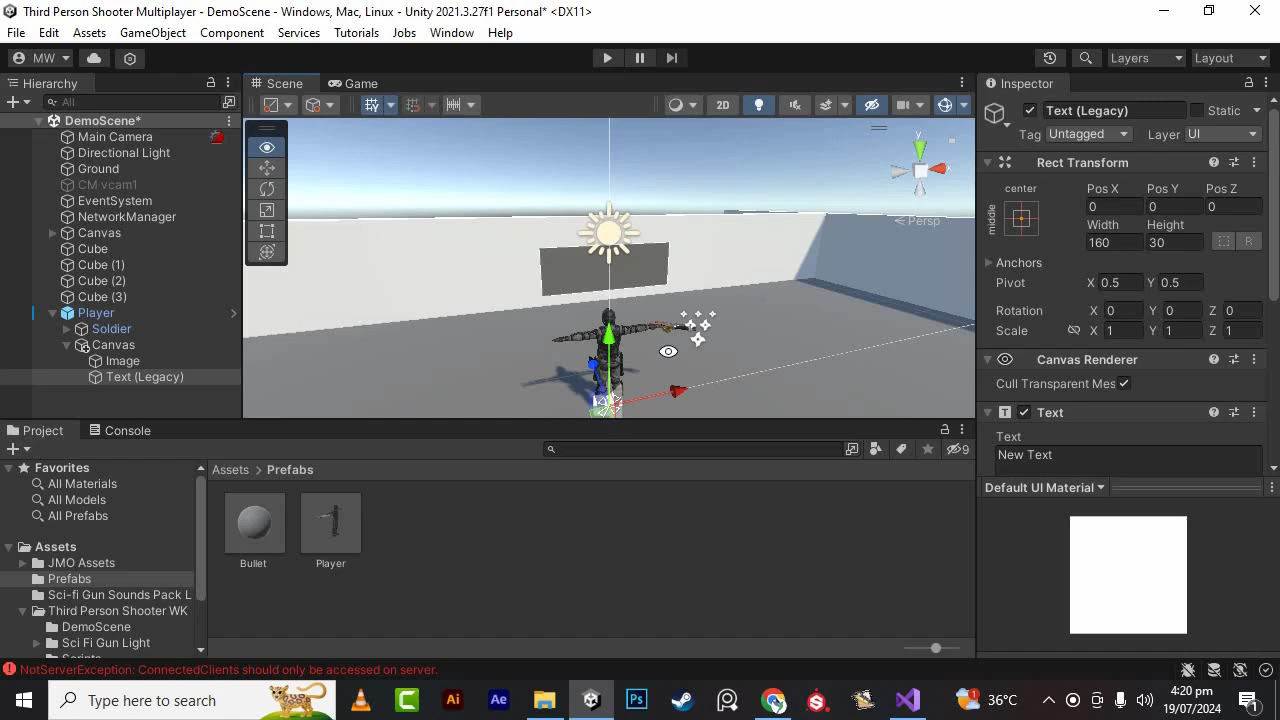 Third Person Shooter Multiplayer - DemoScene - Windows, Mac, Linux - Unity 2021.3.27f1 Personal* <DX11>
File Edit Assets GameObject Component Services Tutorials Jobs Window Help
MW Layers Layout
Hierarchy Scene Game Inspector
All 2D Text (Legacy) Static
Tag Untagged Layer UI
DemoScene*
Main Camera
Directional Light
Ground
CM vcam1
EventSystem
NetworkManager
Canvas
Cube
Cube (1)
Cube (2)
Cube (3)
Player
Soldier
Canvas
Image
Text (Legacy)
y
x
Persp
Rect Transform
center
middle
Pos X Pos Y Pos Z
0 0 0
Width Height
160 30
R
Anchors
Pivot X 0.5 Y 0.5
Rotation X 0 Y 0 Z 0
Scale X 1 Y 1 Z 1
Canvas Renderer
Cull Transparent Mes
T Text
Text
New Text
Default UI Material
Project Console
9
Favorites
All Materials
All Models
All Prefabs
Assets
JMO Assets
Prefabs
Sci-fi Gun Sounds Pack L
Third Person Shooter WK
DemoScene
Sci Fi Gun Light
Scripts
Assets > Prefabs
Bullet Player
NotServerException: ConnectedClients should only be accessed on server.
Type here to search
Ai Ae Ps
1 36°C
4:20 pm
19/07/2024
1